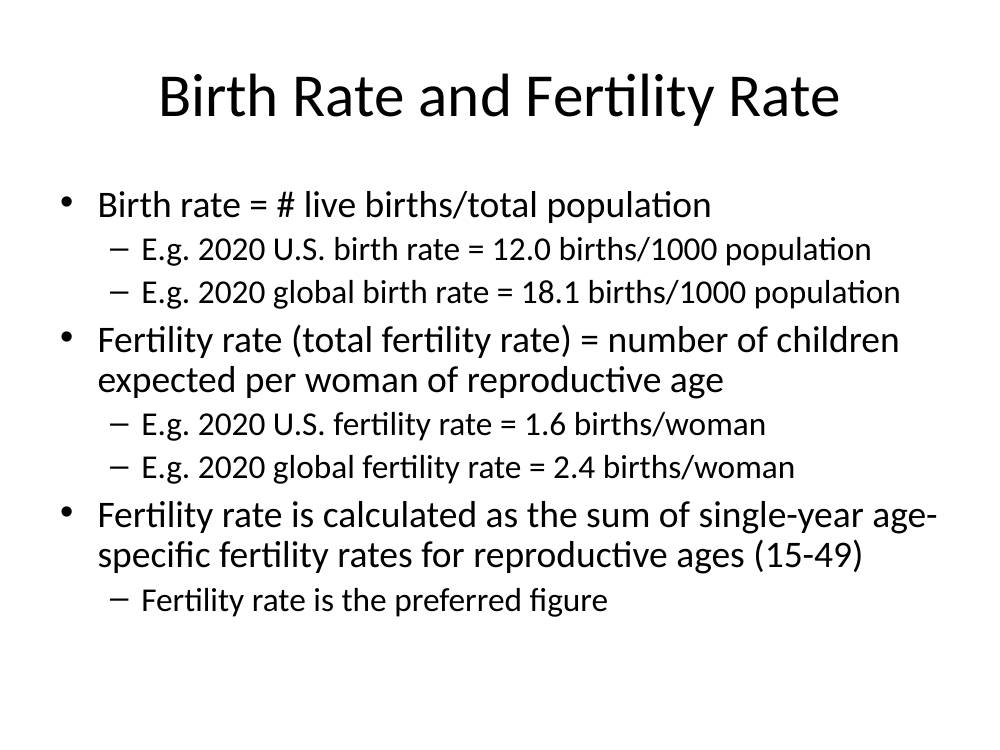 Birth Rate and Fertility Rate
• Birth rate = # live births/total population
– E.g. 2020 U.S. birth rate = 12.0 births/1000 population
– E.g. 2020 global birth rate = 18.1 births/1000 population
• Fertility rate (total fertility rate) = number of children
expected per woman of reproductive age
– E.g. 2020 U.S. fertility rate = 1.6 births/woman
– E.g. 2020 global fertility rate = 2.4 births/woman
• Fertility rate is calculated as the sum of single-year age-
specific fertility rates for reproductive ages (15-49)
– Fertility rate is the preferred figure